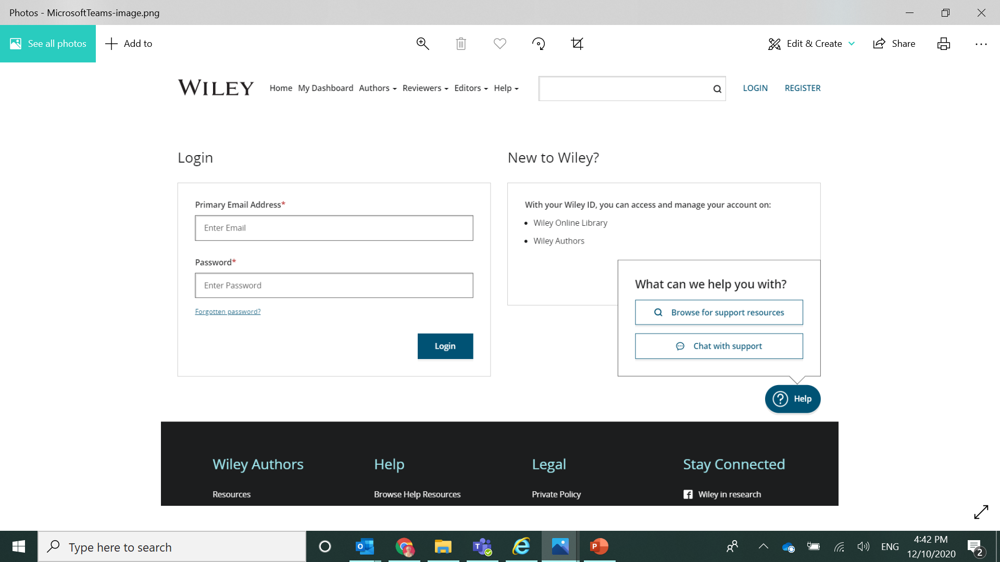 Photos - MicrosoftTeams-image.png
See all photos
Add to
Edit & Create
Share
WILEY
Home My Dashboard Authors Reviewers Editors Help
LOGIN REGISTER
Login
Primary Email Address*
Enter Email
Password*
Enter Password
Forgotten password?
Login
New to Wiley?
With your Wiley ID, you can access and manage your account on:
• Wiley Online Library
• Wiley Authors
What can we help you with?
Browse for support resources
Chat with support
? Help
Wiley Authors
Resources
Help
Browse Help Resources
Legal
Private Policy
Stay Connected
Wiley in research
Type here to search
ENG
4:42 PM
12/10/2020
2